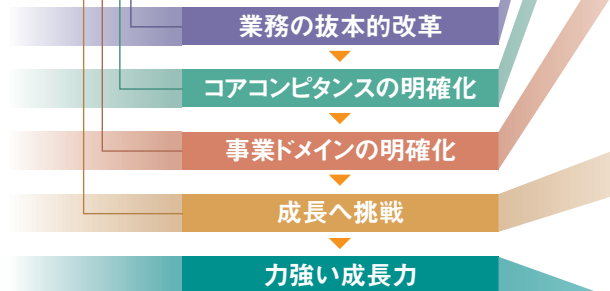 業務の抜本的改革
コアコンピタンスの明確化
事業ドメインの明確化
成長へ挑戦
力強い成長力